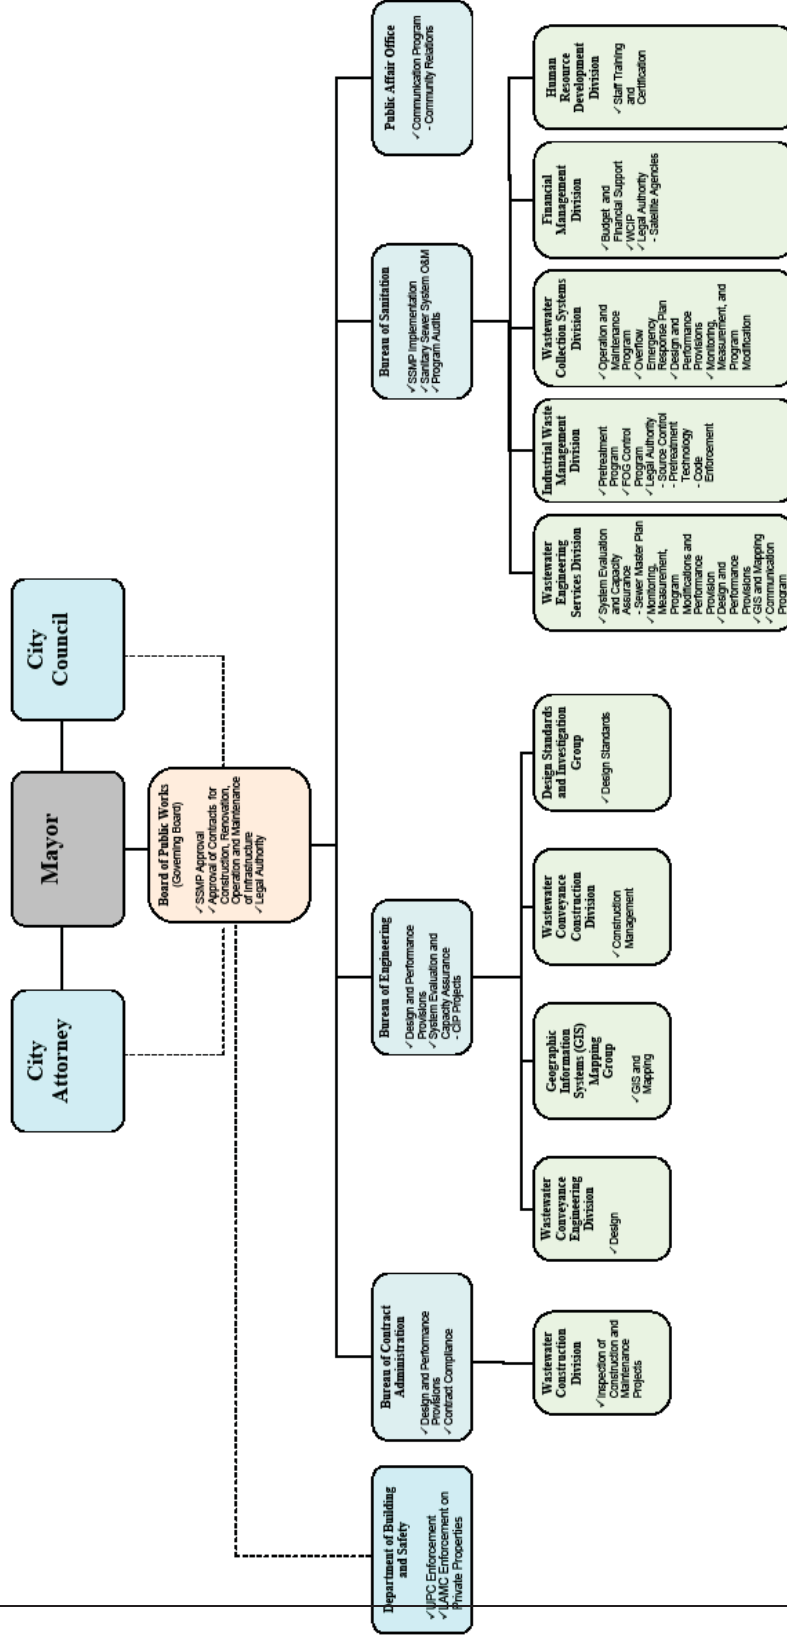 City
Attorney
Mayor
City
Council
Board of Public Works
(Governing Board)
✓SSMP Approval
✓Approval of Contracts for
Construction, Renovation,
Operation and Maintenance
of Infrastructure
✓Legal Authority
Department of Building
and Safety
✓UPC Enforcement
✓LAMC Enforcement on
Private Properties
Bureau of Contract
Administration
✓Design and Performance
Provisions
✓Contract Compliance
Bureau of Engineering
✓Design and Performance
Provisions
✓System Evaluation and
Capacity Assurance
- CIP Projects
Bureau of Sanitation
✓SSMP Implementation
✓Sanitary Sewer System O&M
✓Program Audits
Public Affair Office
✓Communication Program
- Community Relations
Wastewater
Construction
Division
✓Inspection of
Construction and
Maintenance
Projects
Wastewater
Conveyance
Engineering
Division
✓Design
Geographic
Information
Systems (GIS)
Mapping
Group
✓GIS and
Mapping
Wastewater
Conveyance
Construction
Division
✓Construction
Management
Design Standards
and Investigation
Group
✓Design Standards
Wastewater
Engineering
Services Division
✓System Evaluation
and Capacity
Assurance
- Sewer Master Plan
✓Monitoring,
Measurement,
Program
Modifications and
Performance
Provision
✓Design and
Performance
Provisions
✓GIS and Mapping
✓Communication
Program
Industrial Waste
Management
Division
✓Pretreatment
Program
✓FOG Control
Program
✓Legal Authority
- Source Control
- Pretreatment
Technology
- Code
Enforcement
Wastewater
Collection Systems
Division
✓Operation and
Maintenance
Program
✓Overflow
Emergency
Response Plan
✓Design and
Performance
Provisions
✓Monitoring,
Measurement, and
Program
Modification
Financial
Management
Division
✓Budget and
Financial Support
✓WCIP
✓Legal Authority
- Satellite Agencies
Human
Resource
Development
Division
✓Staff Training
and
Certification